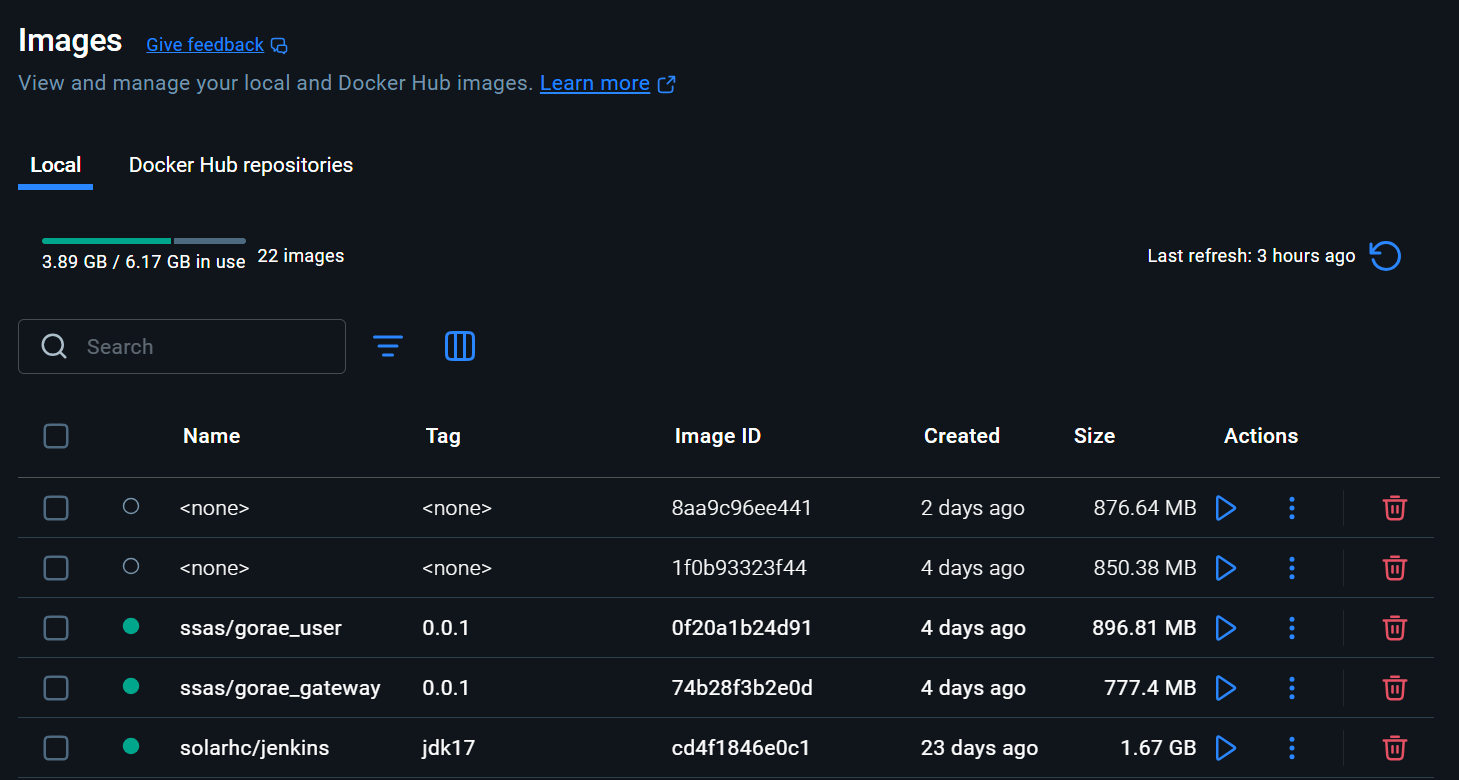 Images Give feedback
View and manage your local and Docker Hub images. Learn more
Local Docker Hub repositories
3.89 GB / 6.17 GB in use 22 images Last refresh: 3 hours ago
Search
Name Tag Image ID Created Size Actions
<none> <none> 8aa9c96ee441 2 days ago 876.64 MB
<none> <none> 1f0b93323f44 4 days ago 850.38 MB
ssas/gorae_user 0.0.1 0f20a1b24d91 4 days ago 896.81 MB
ssas/gorae_gateway 0.0.1 74b28f3b2e0d 4 days ago 777.4 MB
solarhc/jenkins jdk17 cd4f1846e0c1 23 days ago 1.67 GB